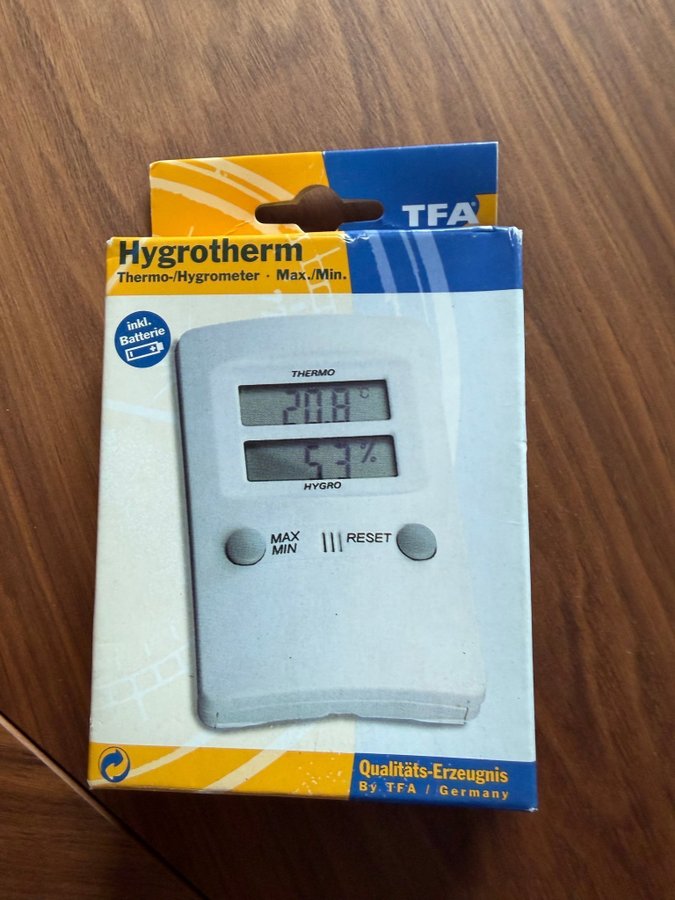 TFA®
Hygrotherm
Thermo-/Hygrometer · Max./Min.
inkl.
Batterie
THERMO
20.8 °C
53 %
HYGRO
MAX
MIN
RESET
Qualitäts-Erzeugnis
By TFA / Germany